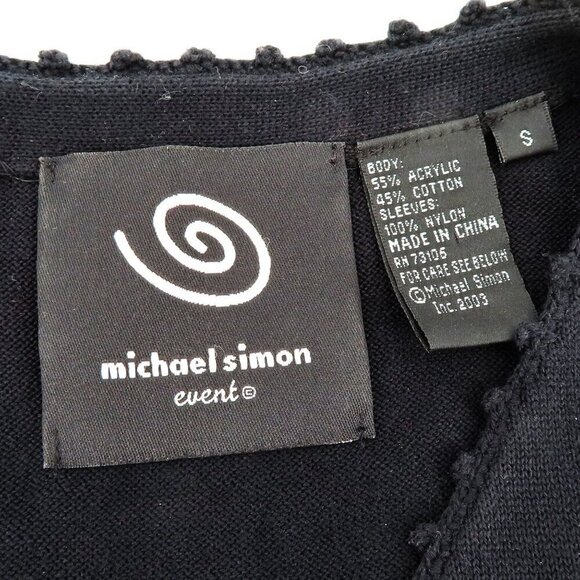 michael simon
event©
S
BODY:
55% ACRYLIC
45% COTTON
SLEEVES:
100% NYLON
MADE IN CHINA
RN 73106
FOR CARE SEE BELOW
©Michael Simon
Inc. 2003